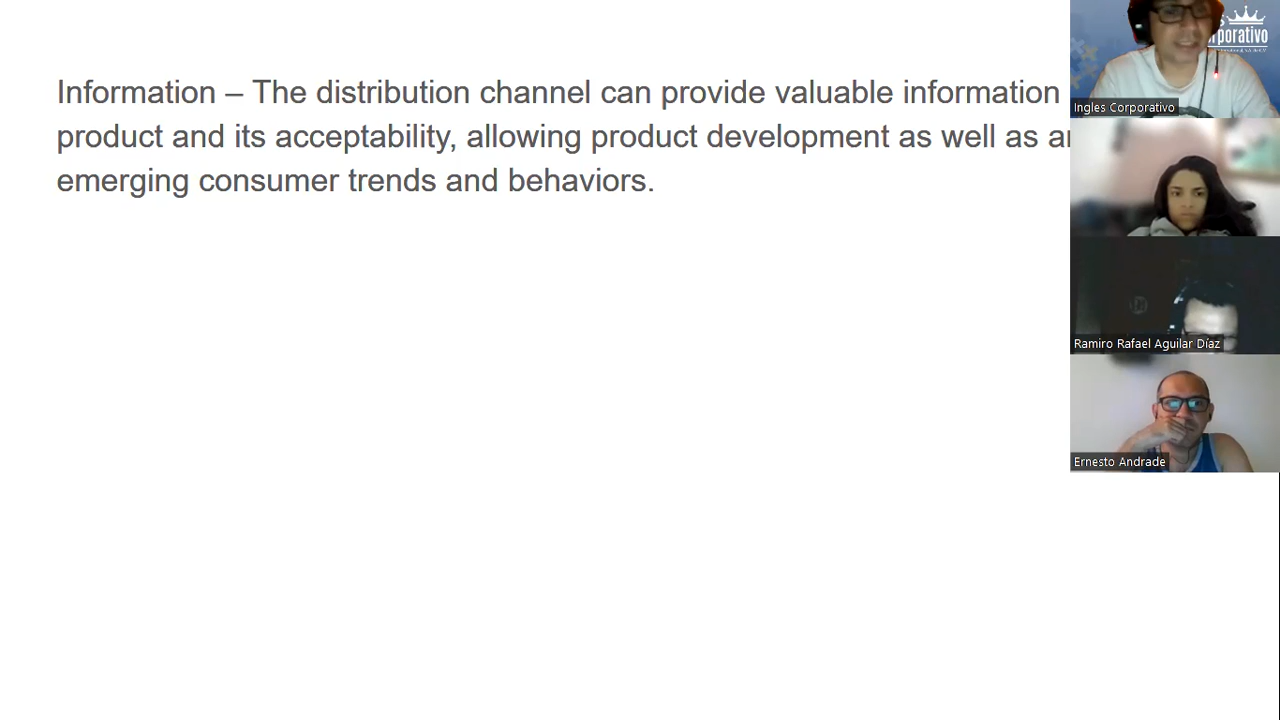 Information – The distribution channel can provide valuable information
product and its acceptability, allowing product development as well as
emerging consumer trends and behaviors.
rporativo
Ingles Corporativo
Ramiro Rafael Aguilar Díaz
Ernesto Andrade